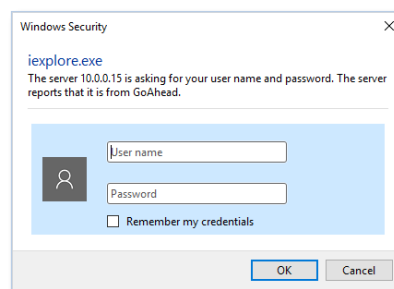 Windows Security
iexplore.exe
The server 10.0.0.15 is asking for your user name and password. The server
reports that it is from GoAhead.
User name
Password
Remember my credentials
OK Cancel